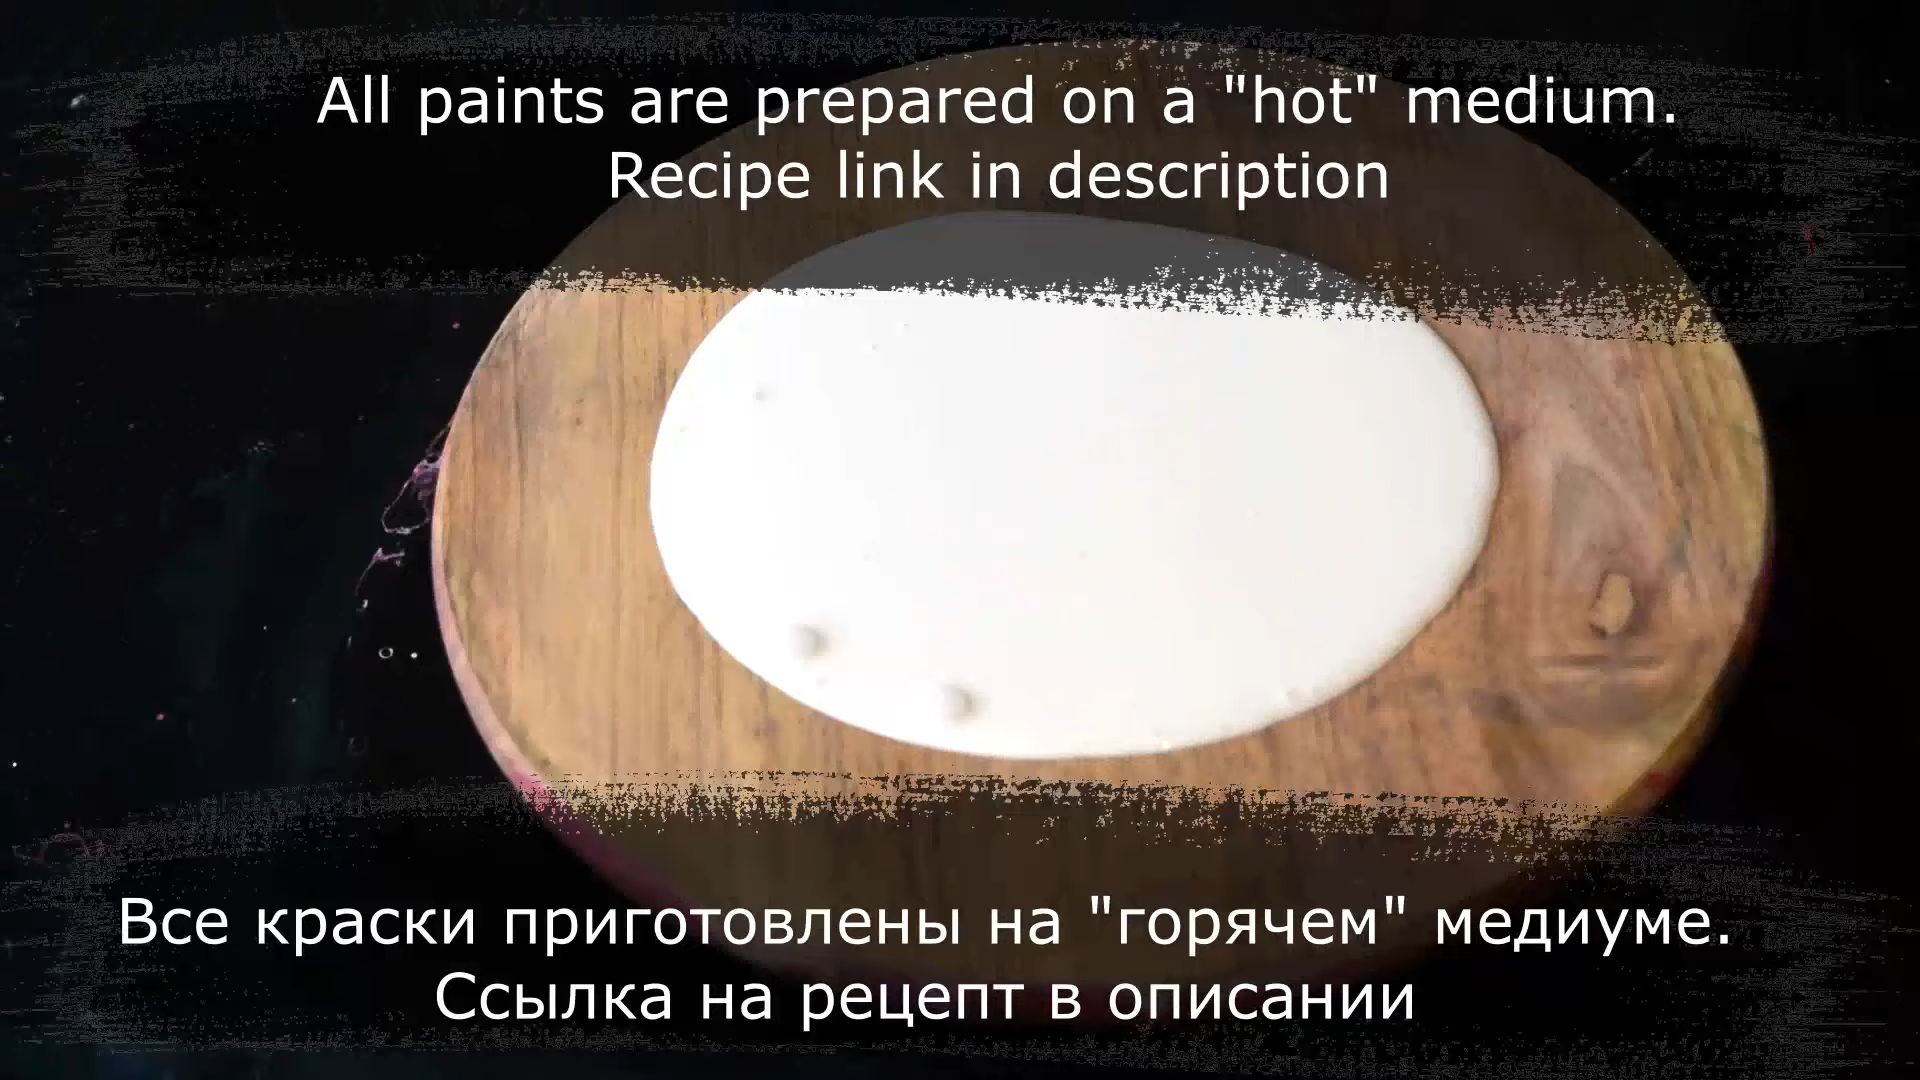 All paints are prepared on a "hot" medium.
Recipe link in description
Все краски приготовлены на "горячем" медиуме.
Ссылка на рецепт в описании